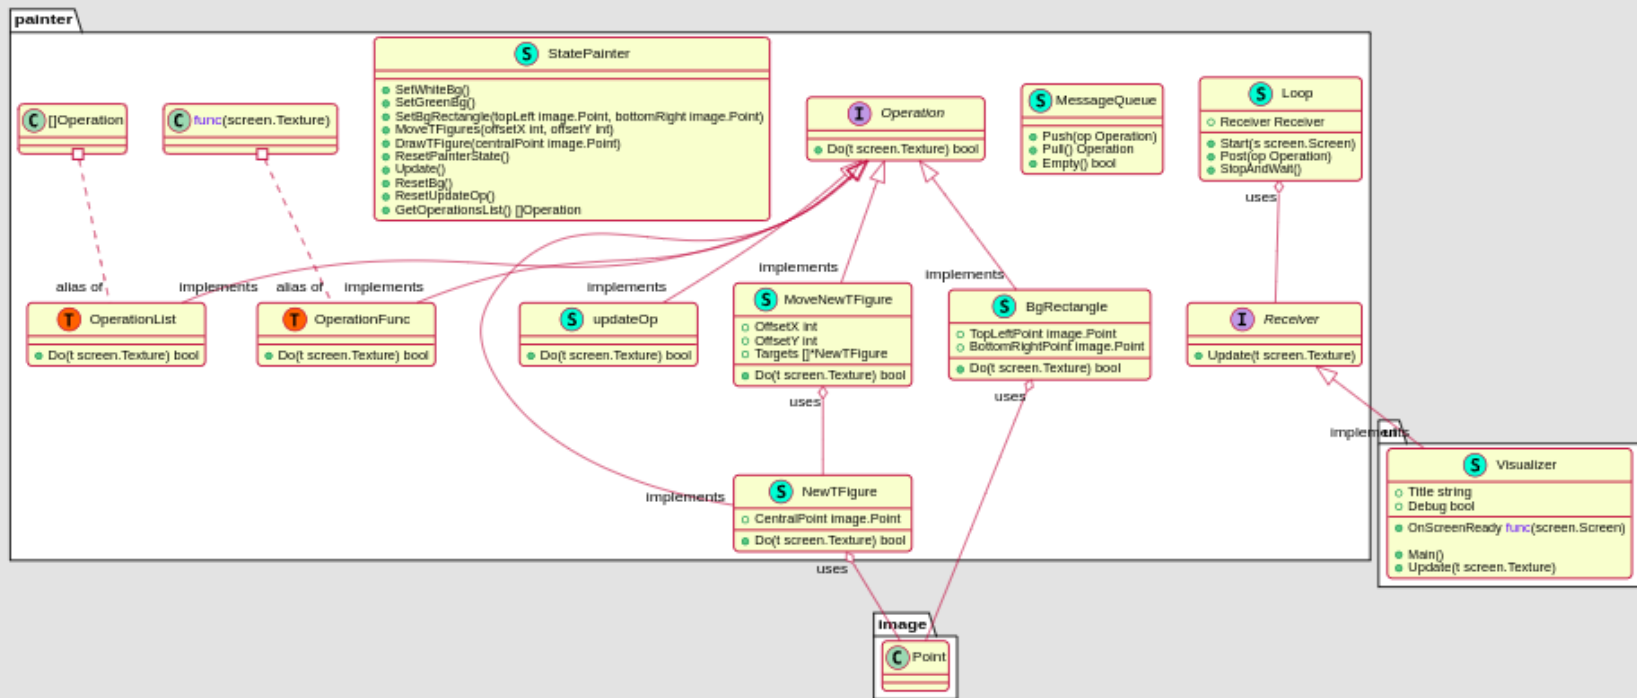 painter
C []Operation
C func(screen.Texture)
S StatePainter
SetWhiteBg()
SetGreenBg()
SetBgRectangle(topLeft image.Point, bottomRight image.Point)
MoveTFigures(offsetX int, offsetY int)
DrawTFigure(centralPoint image.Point)
ResetPainterState()
Update()
ResetBg()
ResetUpdateOp()
GetOperationsList() []Operation
I Operation
Do(t screen.Texture) bool
S MessageQueue
Push(op Operation)
Pull() Operation
Empty() bool
S Loop
Receiver Receiver
Start(s screen.Screen)
Post(op Operation)
StopAndWait()
uses
alias of
implements
alias of
implements
implements
implements
implements
T OperationList
Do(t screen.Texture) bool
T OperationFunc
Do(t screen.Texture) bool
S updateOp
Do(t screen.Texture) bool
S MoveNewTFigure
OffsetX int
OffsetY int
Targets []*NewTFigure
Do(t screen.Texture) bool
uses
S BgRectangle
TopLeftPoint image.Point
BottomRightPoint image.Point
Do(t screen.Texture) bool
uses
I Receiver
Update(t screen.Texture)
implements
S Visualizer
Title string
Debug bool
OnScreenReady func(screen.Screen)
Main()
Update(t screen.Texture)
implements
S NewTFigure
CentralPoint image.Point
Do(t screen.Texture) bool
uses
image
C Point